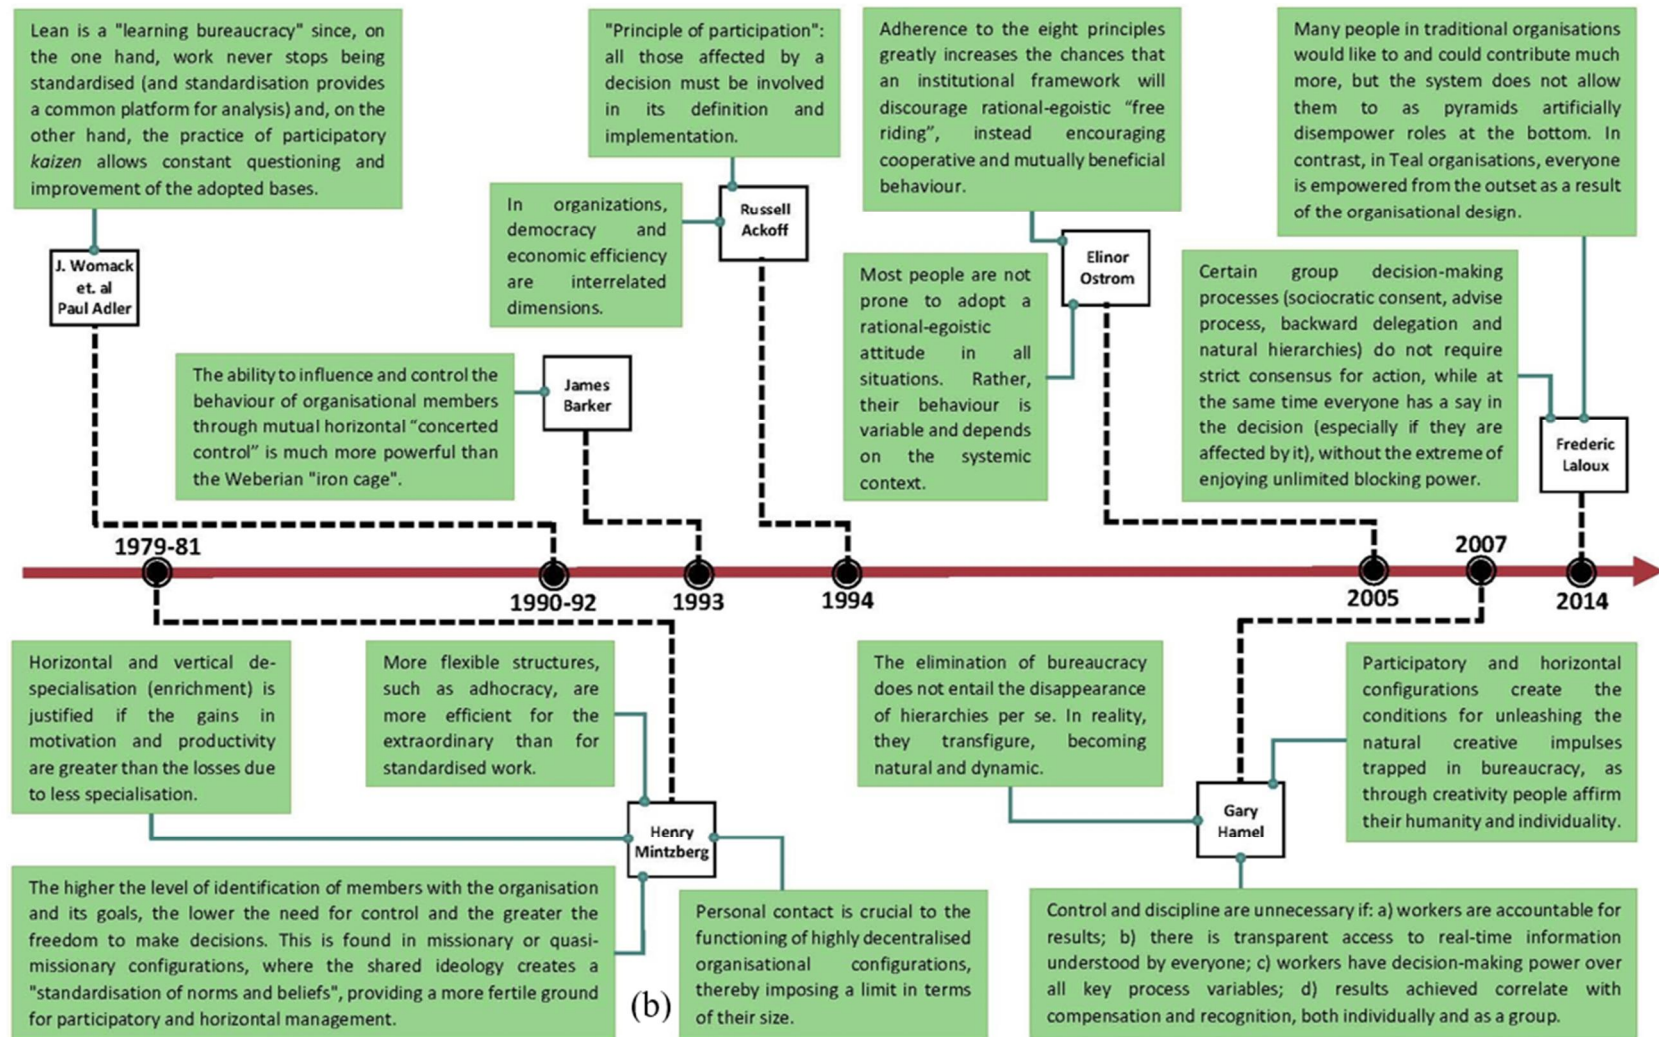 Lean is a "learning bureaucracy" since, on
the one hand, work never stops being
standardised (and standardisation provides
a common platform for analysis) and, on the
other hand, the practice of participatory
kaizen allows constant questioning and
improvement of the adopted bases.
"Principle of participation":
all those affected by a
decision must be involved
in its definition and
implementation.
Adherence to the eight principles
greatly increases the chances that
an institutional framework will
discourage rational-egoistic “free
riding”, instead encouraging
cooperative and mutually beneficial
behaviour.
Many people in traditional organisations
would like to and could contribute much
more, but the system does not allow
them to as pyramids artificially
disempower roles at the bottom. In
contrast, in Teal organisations, everyone
is empowered from the outset as a result
of the organisational design.
In organizations,
democracy and
economic efficiency
are interrelated
dimensions.
Russell
Ackoff
J. Womack
et. al
Paul Adler
Elinor
Ostrom
Most people are not
prone to adopt a
rational-egoistic
attitude in all
situations. Rather,
their behaviour is
variable and depends
on the systemic
context.
Certain group decision-making
processes (sociocratic consent, advise
process, backward delegation and
natural hierarchies) do not require
strict consensus for action, while at
the same time everyone has a say in
the decision (especially if they are
affected by it), without the extreme of
enjoying unlimited blocking power.
The ability to influence and control the
behaviour of organisational members
through mutual horizontal “concerted
control” is much more powerful than
the Weberian "iron cage".
James
Barker
Frederic
Laloux
1979-81
1990-92
1993
1994
2005
2007
2014
Horizontal and vertical de-
specialisation (enrichment) is
justified if the gains in
motivation and productivity
are greater than the losses due
to less specialisation.
More flexible structures,
such as adhocracy, are
more efficient for the
extraordinary than for
standardised work.
The elimination of bureaucracy
does not entail the disappearance
of hierarchies per se. In reality,
they transfigure, becoming
natural and dynamic.
Participatory and horizontal
configurations create the
conditions for unleashing the
natural creative impulses
trapped in bureaucracy, as
through creativity people affirm
their humanity and individuality.
Henry
Mintzberg
Gary
Hamel
The higher the level of identification of members with the organisation
and its goals, the lower the need for control and the greater the
freedom to make decisions. This is found in missionary or quasi-
missionary configurations, where the shared ideology creates a
"standardisation of norms and beliefs", providing a more fertile ground
for participatory and horizontal management.
(b)
Personal contact is crucial to the
functioning of highly decentralised
organisational configurations,
thereby imposing a limit in terms
of their size.
Control and discipline are unnecessary if: a) workers are accountable for
results; b) there is transparent access to real-time information
understood by everyone; c) workers have decision-making power over
all key process variables; d) results achieved correlate with
compensation and recognition, both individually and as a group.